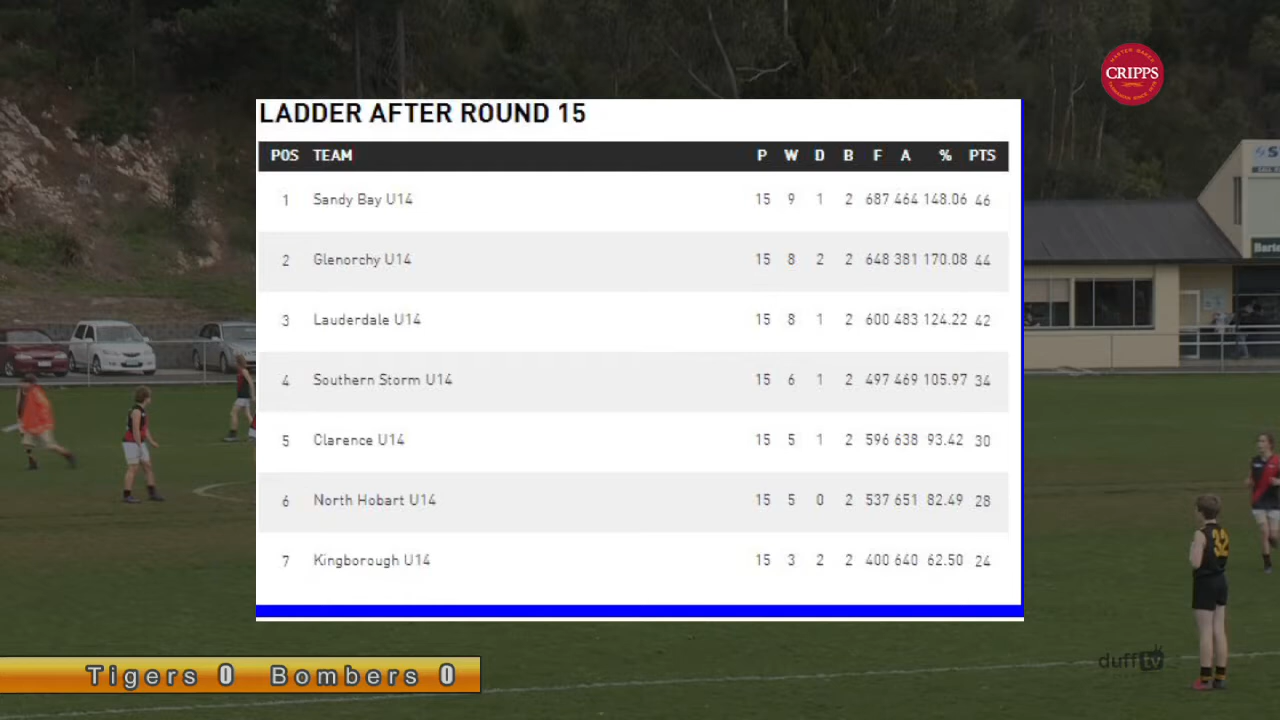 CRIPPS
LADDER AFTER ROUND 15
POS TEAM P W D B F A % PTS
1 Sandy Bay U14 15 9 1 2 687 464 148.06 46
2 Glenorchy U14 15 8 2 2 648 381 170.08 44
3 Lauderdale U14 15 8 1 2 600 483 124.22 42
4 Southern Storm U14 15 6 1 2 497 469 105.97 34
5 Clarence U14 15 5 1 2 596 638 93.42 30
6 North Hobart U14 15 5 0 2 537 651 82.49 28
7 Kingborough U14 15 3 2 2 400 640 62.50 24
32
Tigers 0 Bombers 0
duff tv